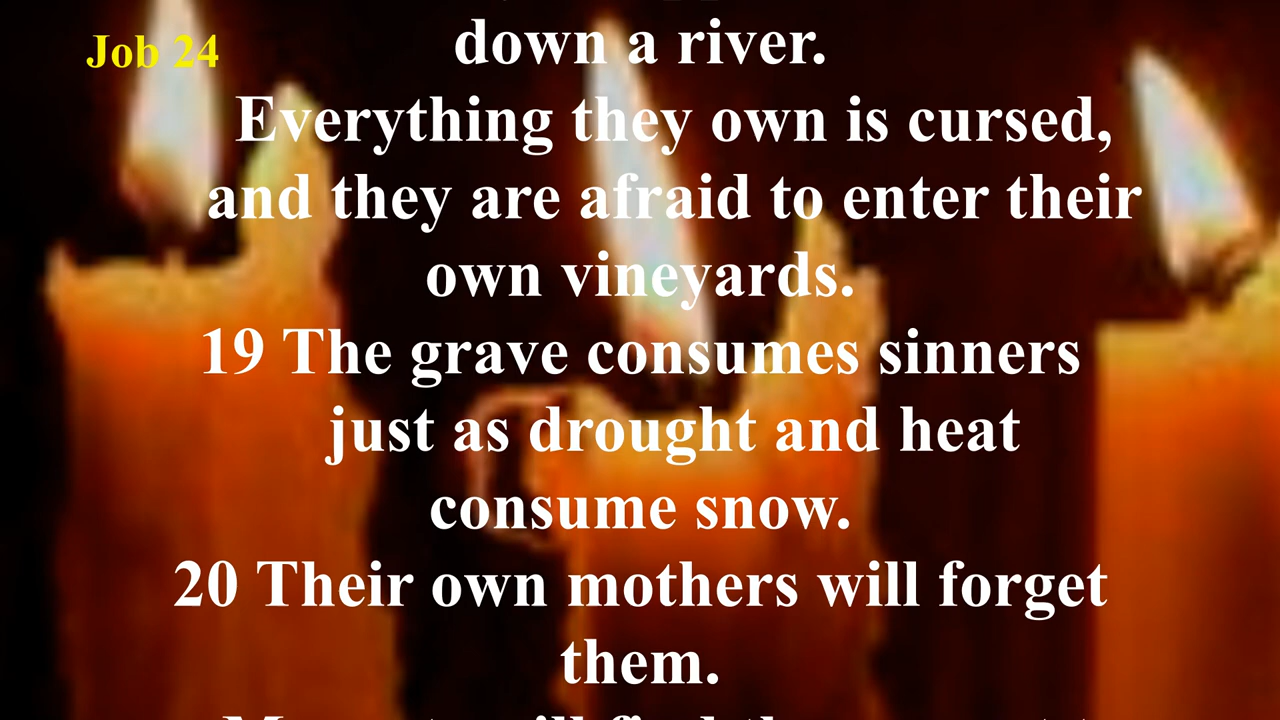 Job 24
down a river.
Everything they own is cursed,
and they are afraid to enter their
own vineyards.
19 The grave consumes sinners
just as drought and heat
consume snow.
20 Their own mothers will forget
them.